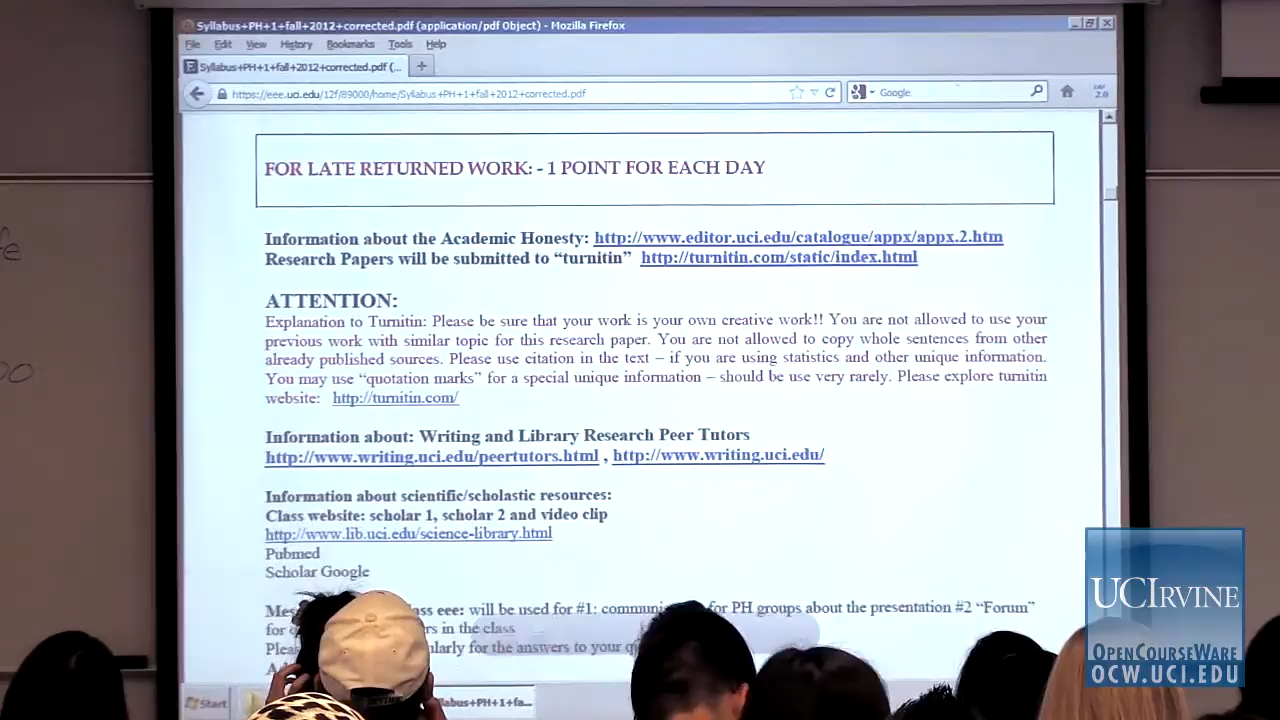 Syllabus+PH+1+fall+2012+corrected.pdf (application/pdf Object) - Mozilla Firefox
File Edit View History Bookmarks Tools Help
Syllabus+PH+1+fall+2012+corrected.pdf (...
https://eee.uci.edu/12f/89000/home/Syllabus+PH+1+fall+2012+corrected.pdf
Google
FOR LATE RETURNED WORK: - 1 POINT FOR EACH DAY
Information about the Academic Honesty: http://www.editor.uci.edu/catalogue/appx/appx.2.htm
Research Papers will be submitted to “turnitin” http://turnitin.com/static/index.html
ATTENTION:
Explanation to Turnitin: Please be sure that your work is your own creative work!! You are not allowed to use your
previous work with similar topic for this research paper. You are not allowed to copy whole sentences from other
already published sources. Please use citation in the text – if you are using statistics and other unique information.
You may use “quotation marks” for a special unique information – should be use very rarely. Please explore turnitin
website: http://turnitin.com/
Information about: Writing and Library Research Peer Tutors
http://www.writing.uci.edu/peertutors.html , http://www.writing.uci.edu/
Information about scientific/scholastic resources:
Class website: scholar 1, scholar 2 and video clip
http://www.lib.uci.edu/science-library.html
Pubmed
Scholar Google
eee: will be used for #1: for PH groups about the presentation #2 “Forum”
for in the class
for the answers to your
Start
UCIRVINE
OPENCOURSEWARE
OCW.UCI.EDU